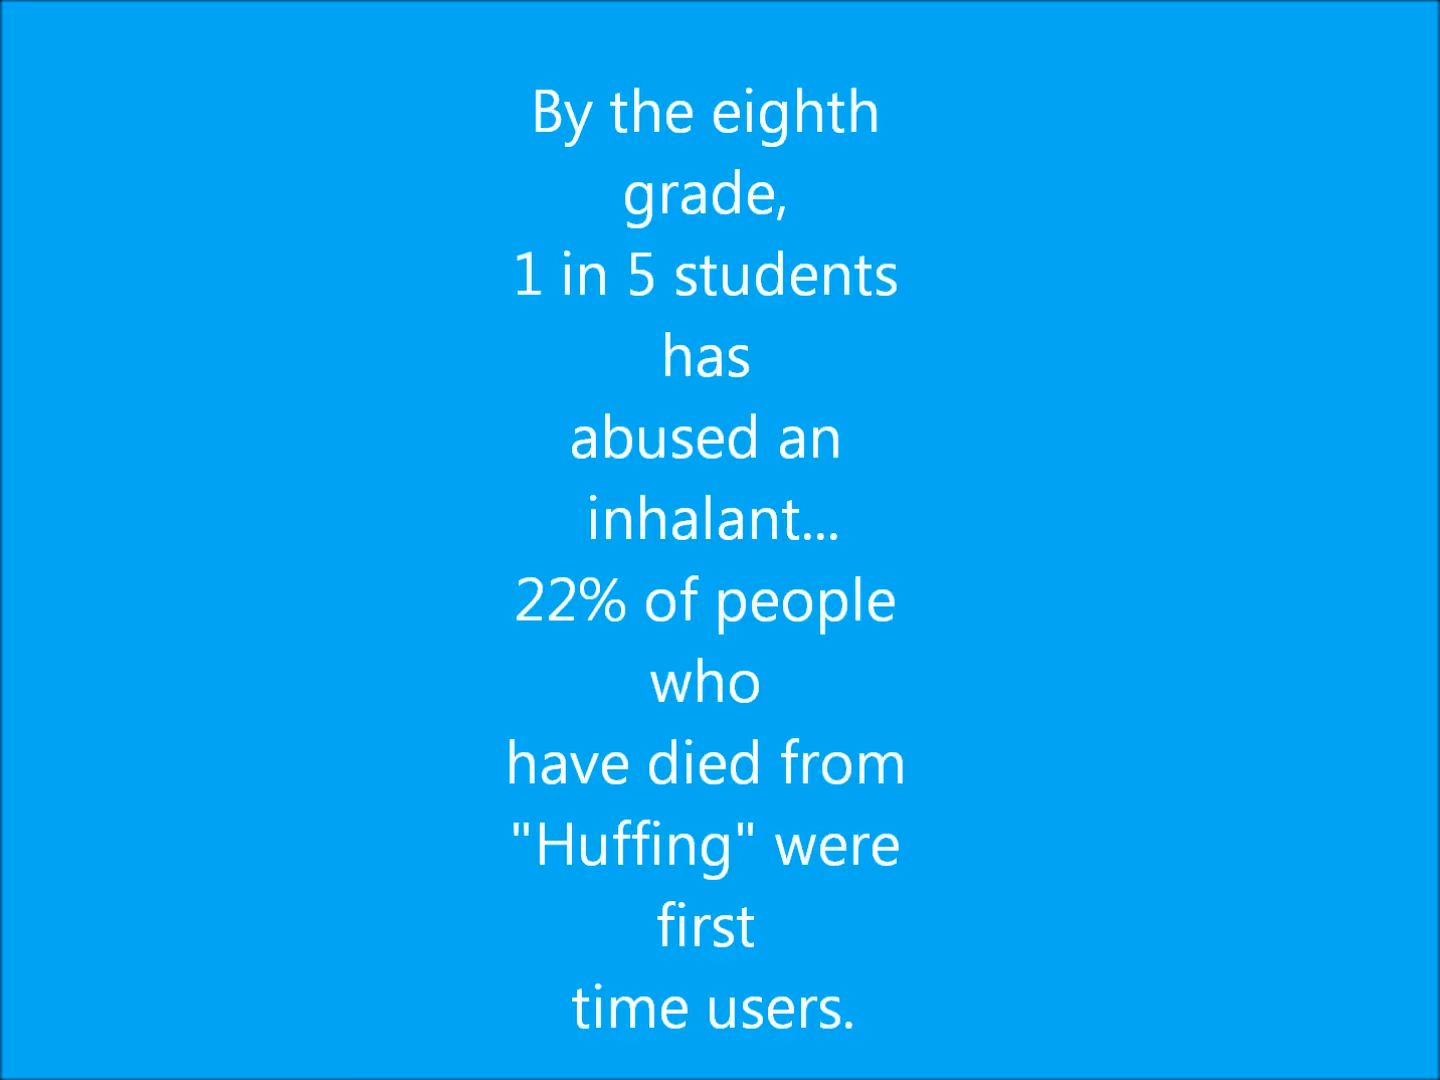 By the eighth
grade,
1 in 5 students
has
abused an
inhalant...
22% of people
who
have died from
"Huffing" were
first
time users.